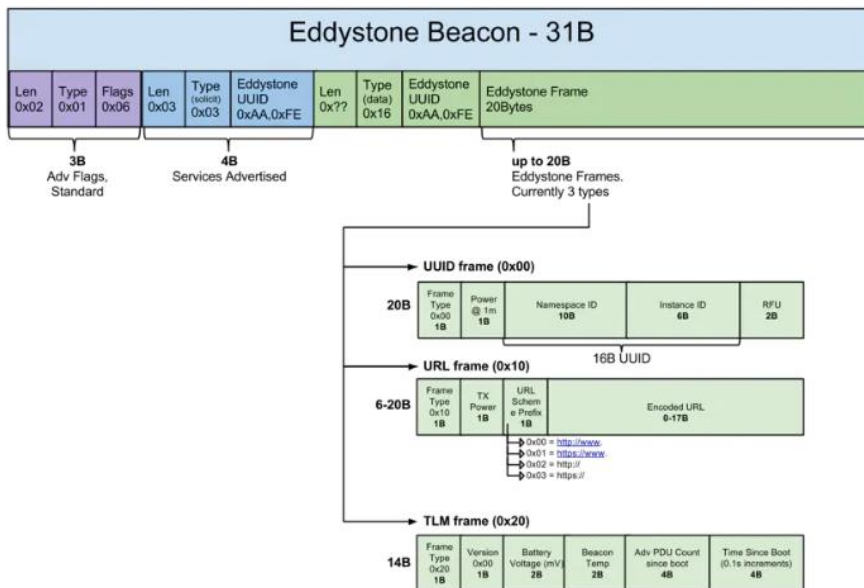 Eddystone Beacon - 31B
Len
0x02
Type
0x01
Flags
0x06
Len
0x03
Type
(solicit)
0x03
Eddystone
UUID
0xAA,0xFE
Len
0x??
Type
(data)
0x16
Eddystone
UUID
0xAA,0xFE
Eddystone Frame
20Bytes
3B
Adv Flags,
Standard
4B
Services Advertised
up to 20B
Eddystone Frames.
Currently 3 types
UUID frame (0x00)
20B
Frame
Type
0x00
1B
Power
@ 1m
1B
Namespace ID
10B
Instance ID
6B
RFU
2B
16B UUID
URL frame (0x10)
6-20B
Frame
Type
0x10
1B
TX
Power
1B
URL
Schem
e Prefix
1B
Encoded URL
0-17B
0x00 = http://www.
0x01 = https://www.
0x02 = http://
0x03 = https://
TLM frame (0x20)
14B
Frame
Type
0x20
1B
Version
0x00
1B
Battery
Voltage (mV)
2B
Beacon
Temp
2B
Adv PDU Count
since boot
4B
Time Since Boot
(0.1s increments)
4B